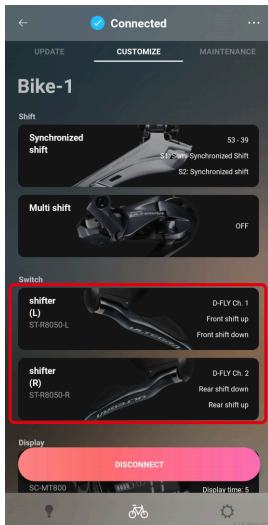 Connected
UPDATE CUSTOMIZE MAINTENANCE
Bike-1
Shift
Synchronized
shift
53 - 39
S1: Semi-Synchronized Shift
S2: Synchronized shift
Multi shift
OFF
Switch
shifter
(L)
ST-R8050-L
D-FLY Ch. 1
Front shift up
Front shift down
ULTEGRA
shifter
(R)
ST-R8050-R
D-FLY Ch. 2
Rear shift down
Rear shift up
ULTEGRA
Display
DISCONNECT
SC-MT800
Display time: 5